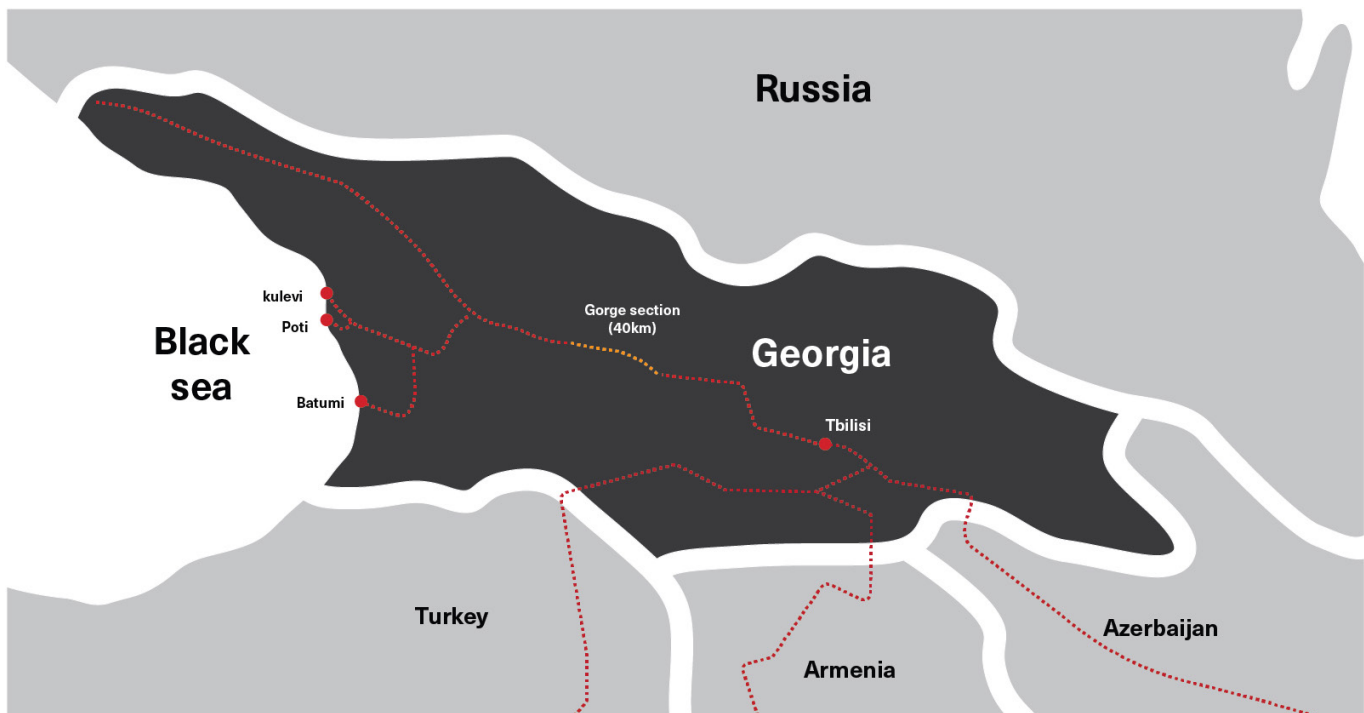 Russia
Gorge section
(40km)
kulevi
Poti
Black
sea
Georgia
Batumi
Tbilisi
Turkey
Armenia
Azerbaijan